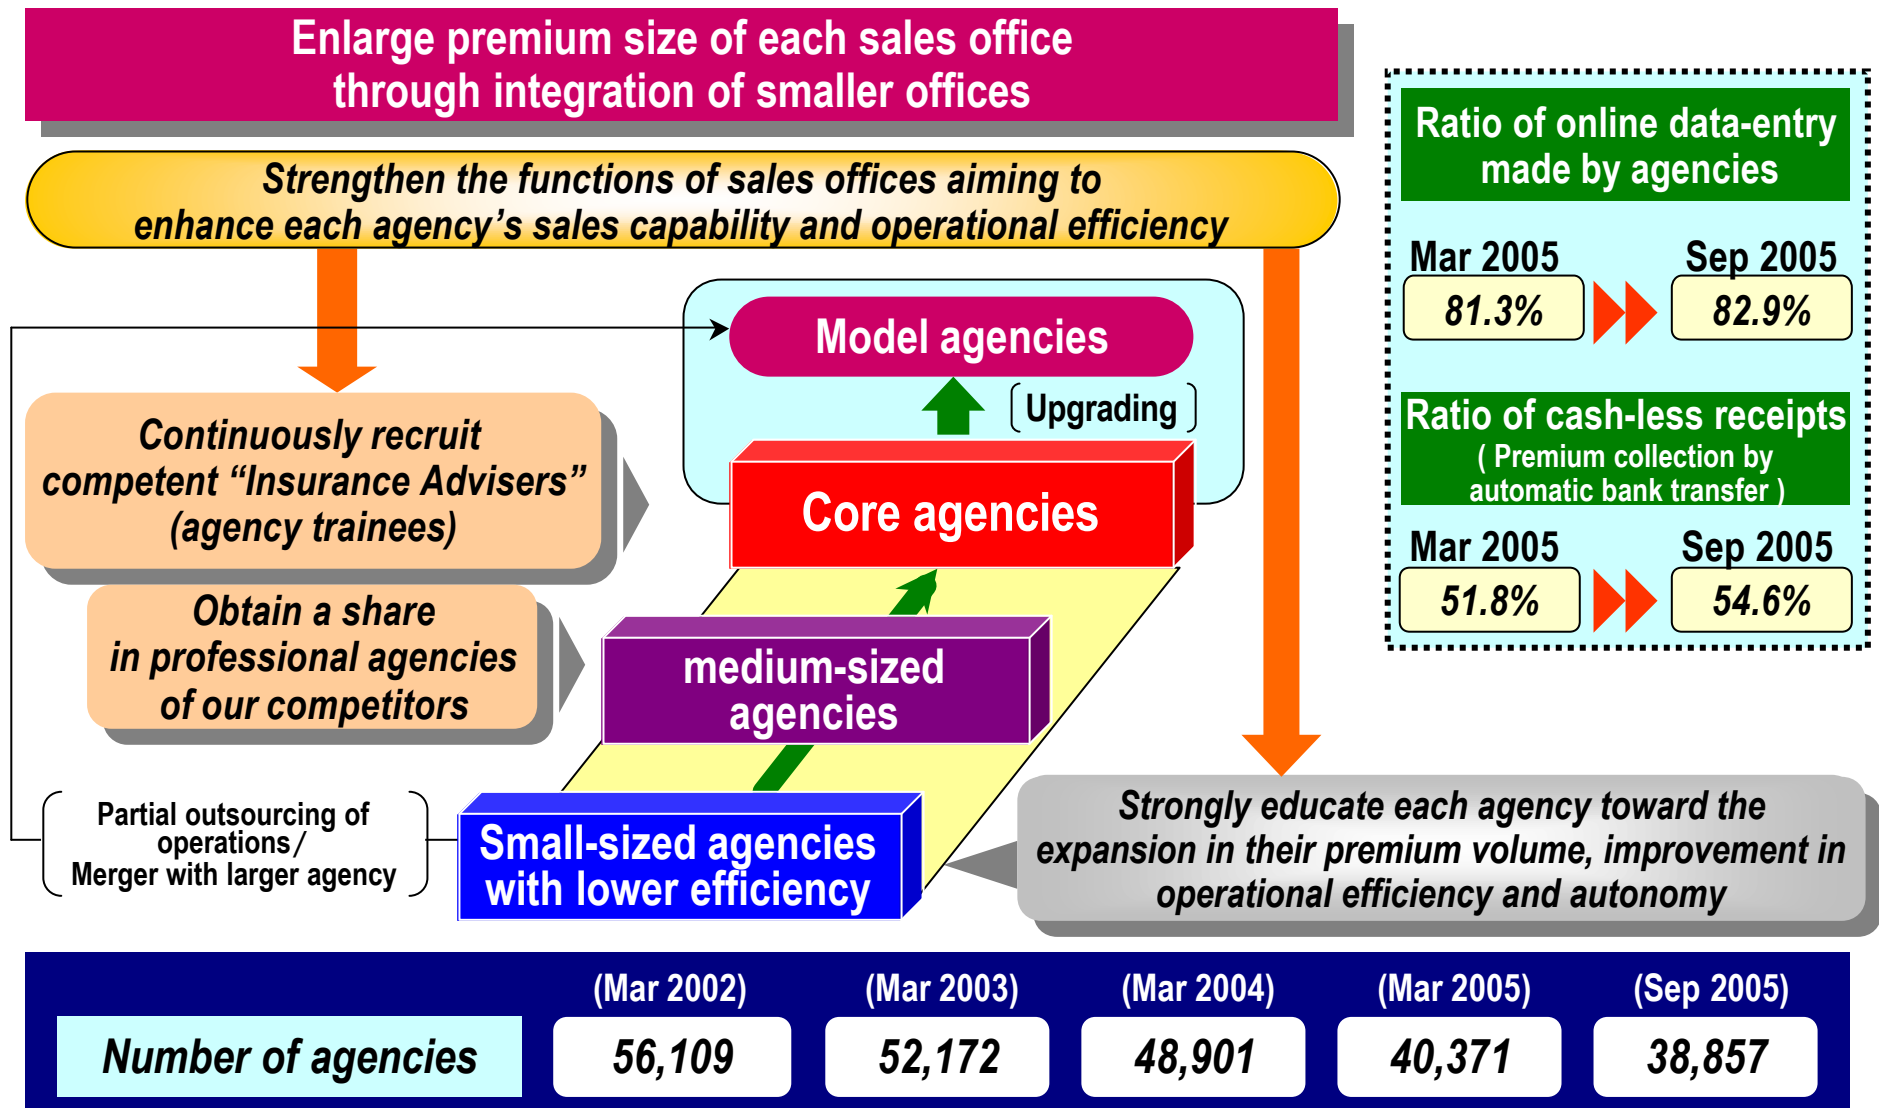 Enlarge premium size of each sales office
through integration of smaller offices
Strengthen the functions of sales offices aiming to
enhance each agency’s sales capability and operational efficiency
Model agencies
Upgrading
Continuously recruit
competent “Insurance Advisers”
(agency trainees)
Core agencies
Obtain a share
in professional agencies
of our competitors
medium-sized
agencies
Partial outsourcing of
operations/
Merger with larger agency
Small-sized agencies
with lower efficiency
Strongly educate each agency toward the
expansion in their premium volume, improvement in
operational efficiency and autonomy
Ratio of online data-entry
made by agencies
Mar 2005 Sep 2005
81.3% 82.9%
Ratio of cash-less receipts
( Premium collection by
automatic bank transfer )
Mar 2005 Sep 2005
51.8% 54.6%
(Mar 2002) (Mar 2003) (Mar 2004) (Mar 2005) (Sep 2005)
Number of agencies 56,109 52,172 48,901 40,371 38,857